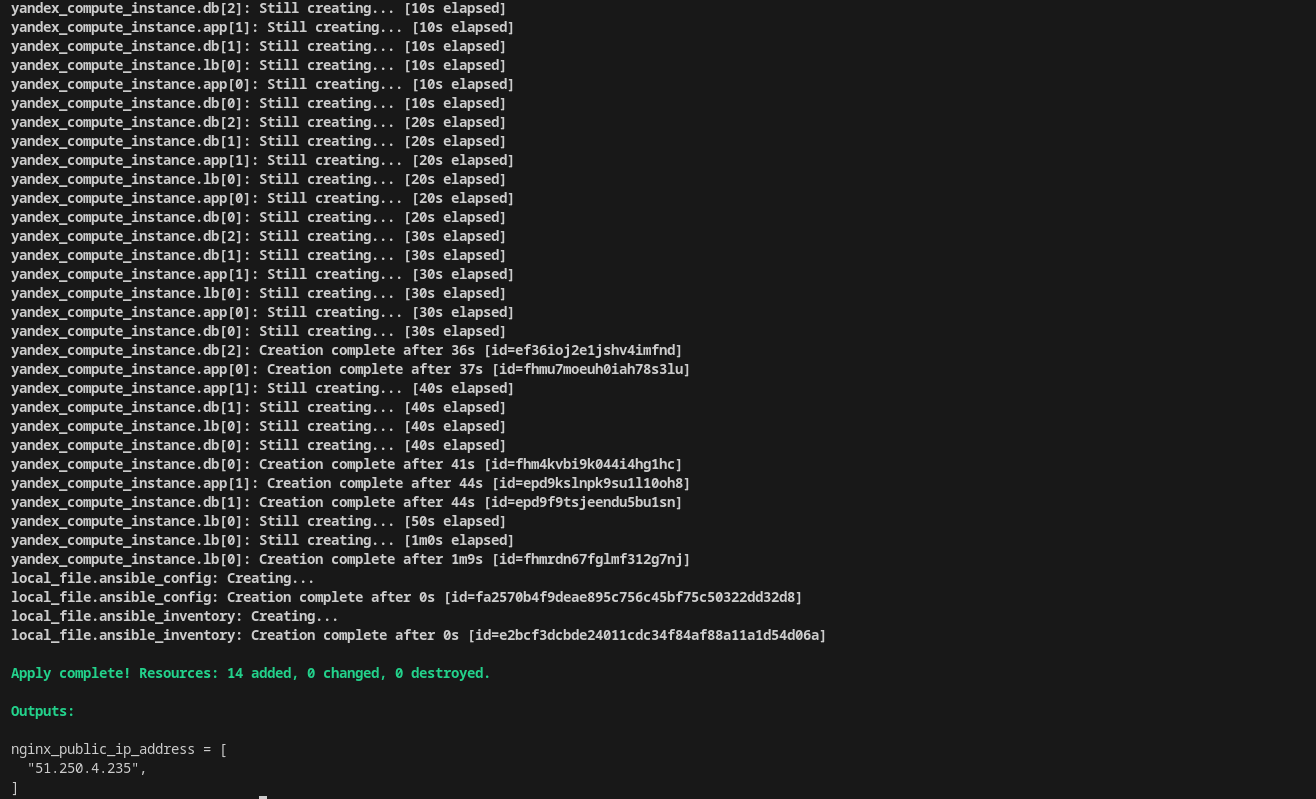 yandex_compute_instance.db[2]: Still creating... [10s elapsed]
yandex_compute_instance.app[1]: Still creating... [10s elapsed]
yandex_compute_instance.db[1]: Still creating... [10s elapsed]
yandex_compute_instance.lb[0]: Still creating... [10s elapsed]
yandex_compute_instance.app[0]: Still creating... [10s elapsed]
yandex_compute_instance.db[0]: Still creating... [10s elapsed]
yandex_compute_instance.db[2]: Still creating... [20s elapsed]
yandex_compute_instance.db[1]: Still creating... [20s elapsed]
yandex_compute_instance.app[1]: Still creating... [20s elapsed]
yandex_compute_instance.lb[0]: Still creating... [20s elapsed]
yandex_compute_instance.app[0]: Still creating... [20s elapsed]
yandex_compute_instance.db[0]: Still creating... [20s elapsed]
yandex_compute_instance.db[2]: Still creating... [30s elapsed]
yandex_compute_instance.db[1]: Still creating... [30s elapsed]
yandex_compute_instance.app[1]: Still creating... [30s elapsed]
yandex_compute_instance.lb[0]: Still creating... [30s elapsed]
yandex_compute_instance.app[0]: Still creating... [30s elapsed]
yandex_compute_instance.db[0]: Still creating... [30s elapsed]
yandex_compute_instance.db[2]: Creation complete after 36s [id=ef36ioj2e1jshv4imfnd]
yandex_compute_instance.app[0]: Creation complete after 37s [id=fhmu7moeuh0iah78s3lu]
yandex_compute_instance.app[1]: Still creating... [40s elapsed]
yandex_compute_instance.db[1]: Still creating... [40s elapsed]
yandex_compute_instance.lb[0]: Still creating... [40s elapsed]
yandex_compute_instance.db[0]: Still creating... [40s elapsed]
yandex_compute_instance.db[0]: Creation complete after 41s [id=fhm4kvbi9k044i4hg1hc]
yandex_compute_instance.app[1]: Creation complete after 44s [id=epd9kslnpk9su1l10oh8]
yandex_compute_instance.db[1]: Creation complete after 44s [id=epd9f9tsjeendu5bu1sn]
yandex_compute_instance.lb[0]: Still creating... [50s elapsed]
yandex_compute_instance.lb[0]: Still creating... [1m0s elapsed]
yandex_compute_instance.lb[0]: Creation complete after 1m9s [id=fhmrdn67fglmf312g7nj]
local_file.ansible_config: Creating...
local_file.ansible_config: Creation complete after 0s [id=fa2570b4f9deae895c756c45bf75c50322dd32d8]
local_file.ansible_inventory: Creating...
local_file.ansible_inventory: Creation complete after 0s [id=e2bcf3dcbde24011cdc34f84af88a11a1d54d06a]
Apply complete! Resources: 14 added, 0 changed, 0 destroyed.
Outputs:
nginx_public_ip_address = [
"51.250.4.235",
]